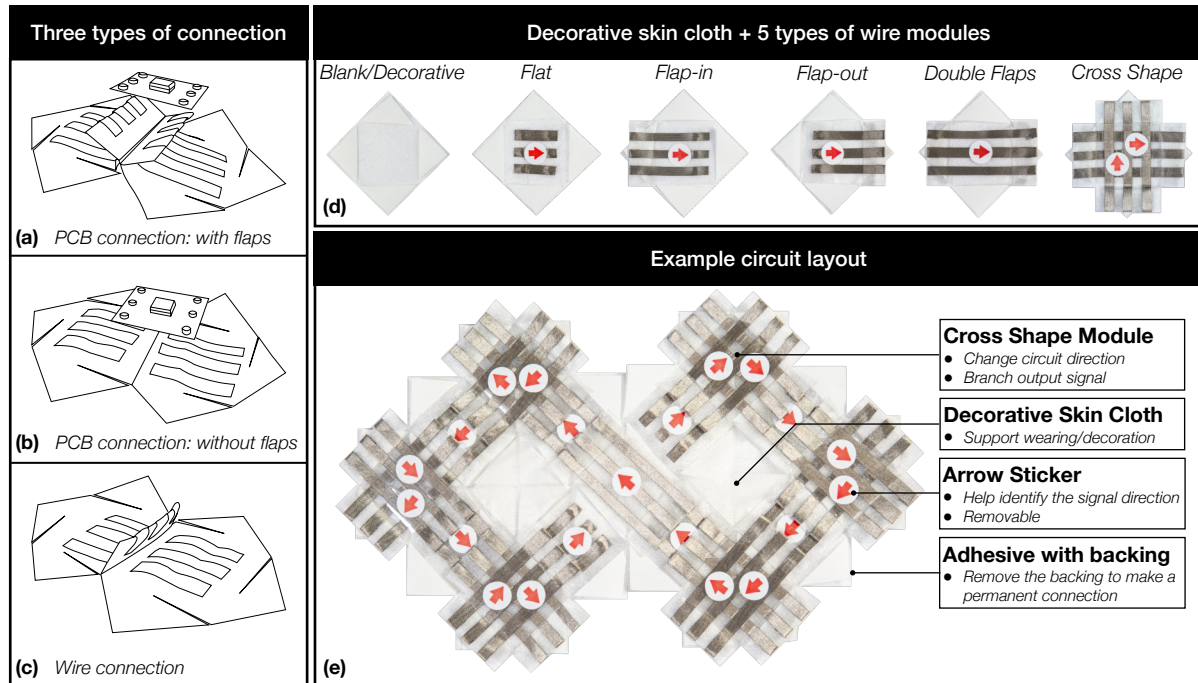 Three types of connection
(a) PCB connection: with flaps
(b) PCB connection: without flaps
(c) Wire connection
Decorative skin cloth + 5 types of wire modules
Blank/Decorative Flat Flap-in Flap-out Double Flaps Cross Shape
(d)
Example circuit layout
Cross Shape Module
● Change circuit direction
● Branch output signal
Decorative Skin Cloth
● Support wearing/decoration
Arrow Sticker
● Help identify the signal direction
● Removable
Adhesive with backing
● Remove the backing to make a
permanent connection
(e)